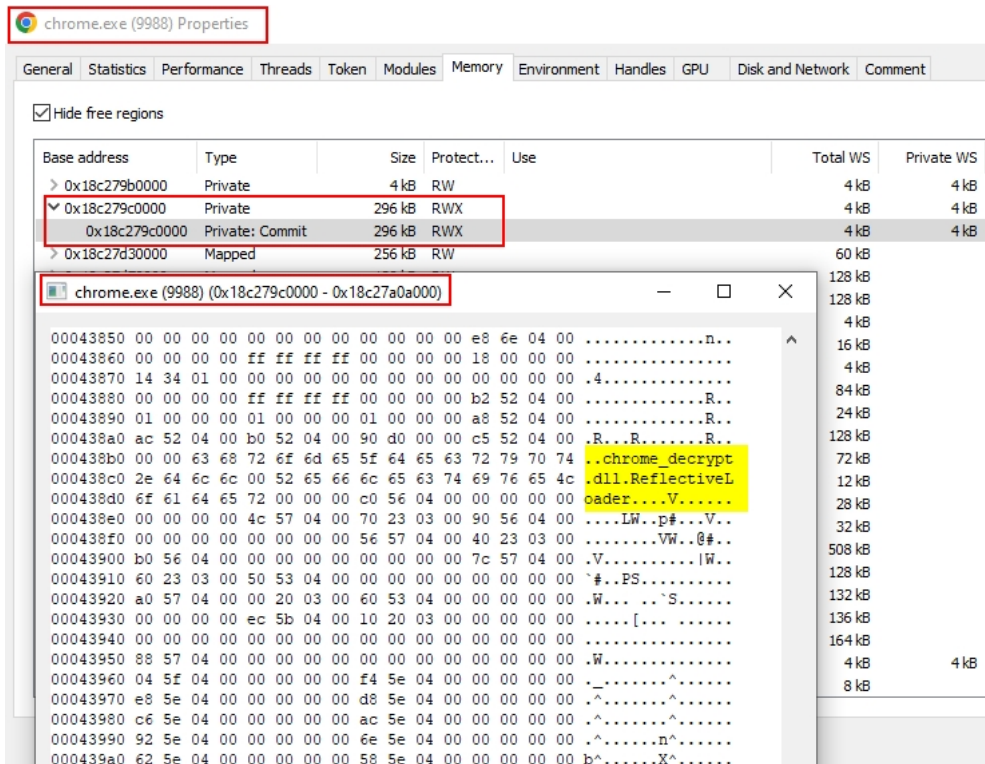 chrome.exe (9988) Properties
General Statistics Performance Threads Token Modules Memory Environment Handles GPU Disk and Network Comment
Hide free regions
Base address Type Size Protect... Use Total WS Private WS
0x18c279b0000 Private 4 kB RW 4 kB 4 kB
0x18c279c0000 Private 296 kB RWX 4 kB 4 kB
0x18c279c0000 Private: Commit 296 kB RWX 4 kB 4 kB
0x18c27d30000 Mapped 256 kB RW 60 kB
128 kB
chrome.exe (9988) (0x18c279c0000 - 0x18c27a0a000)
128 kB
4 kB
00043850 00 00 00 00 00 00 00 00 00 00 00 00 e8 6e 04 00 .............n..
16 kB
00043860 00 00 00 00 ff ff ff ff 00 00 00 00 18 00 00 00 ................
4 kB
00043870 14 34 01 00 00 00 00 00 00 00 00 00 00 00 00 00 .4..............
84 kB
00043880 00 00 00 00 ff ff ff ff 00 00 00 00 b2 52 04 00 .............R..
24 kB
00043890 01 00 00 00 01 00 00 00 01 00 00 00 a8 52 04 00 .............R..
128 kB
000438a0 ac 52 04 00 b0 52 04 00 90 d0 00 00 c5 52 04 00 .R...R.......R..
72 kB
000438b0 00 00 63 68 72 6f 6d 65 5f 64 65 63 72 79 70 74 ..chrome_decrypt
12 kB
000438c0 2e 64 6c 6c 00 52 65 66 6c 65 63 74 69 76 65 4c .dll.ReflectiveL
28 kB
000438d0 6f 61 64 65 72 00 00 00 c0 56 04 00 00 00 00 00 oader....V......
32 kB
000438e0 00 00 00 00 4c 57 04 00 70 23 03 00 90 56 04 00 ....LW..p#...V..
508 kB
000438f0 00 00 00 00 00 00 00 00 56 57 04 00 40 23 03 00 ........VW..@#..
128 kB
00043900 b0 56 04 00 00 00 00 00 00 00 00 00 7c 57 04 00 .V..........|W..
132 kB
00043910 60 23 03 00 50 53 04 00 00 00 00 00 00 00 00 00 `#..PS..........
136 kB
00043920 a0 57 04 00 00 20 03 00 60 53 04 00 00 00 00 00 .W... ..`S......
164 kB
00043930 00 00 00 00 ec 5b 04 00 10 20 03 00 00 00 00 00 .....[... ......
4 kB 4 kB
00043940 00 00 00 00 00 00 00 00 00 00 00 00 00 00 00 00 ................
8 kB
00043950 88 57 04 00 00 00 00 00 00 00 00 00 00 00 00 00 .W..............
00043960 04 5f 04 00 00 00 00 00 f4 5e 04 00 00 00 00 00 ._.......^......
00043970 e8 5e 04 00 00 00 00 00 d8 5e 04 00 00 00 00 00 .^.......^......
00043980 c6 5e 04 00 00 00 00 00 ac 5e 04 00 00 00 00 00 .^.......^......
00043990 92 5e 04 00 00 00 00 00 6e 5e 04 00 00 00 00 00 .^......n^......
000439a0 62 5e 04 00 00 00 00 00 58 5e 04 00 00 00 00 00 b^......X^......